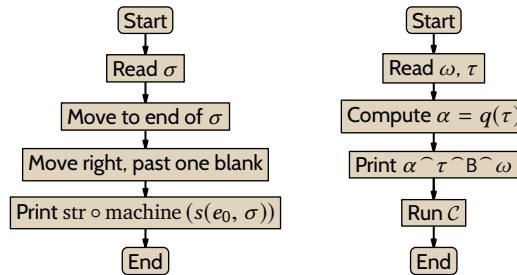 Start
Read σ
Move to end of σ
Move right, past one blank
Print str ∘ machine (s(e₀, σ))
End
Start
Read ω, τ
Compute α = q(τ)
Print α⌢τ⌢B⌢ω
Run 𝒞
End